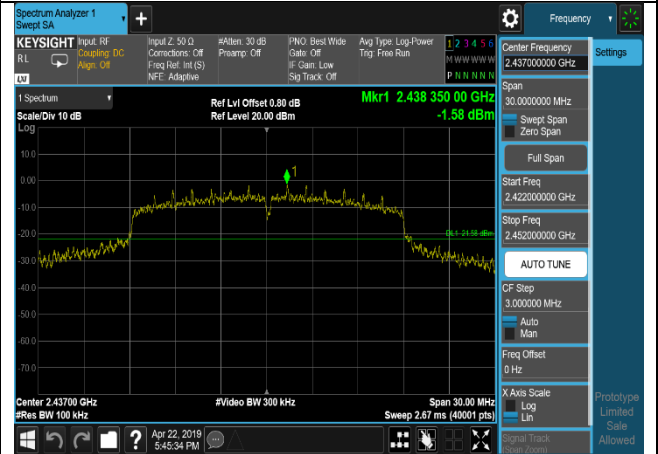 Spectrum Analyzer 1
Swept SA
Frequency
KEYSIGHT
RL
Input: RF
Coupling: DC
Align: Off
Input Z: 50 Ω
Corrections: Off
Freq Ref: Int (S)
NFE: Adaptive
#Atten: 30 dB
Preamp: Off
PNO: Best Wide
Gate: Off
IF Gain: Low
Sig Track: Off
Avg Type: Log-Power
Trig: Free Run
1 2 3 4 5 6
M W W W W W
P N N N N N
Center Frequency
2.437000000 GHz
Settings
Span
30.0000000 MHz
Swept Span
Zero Span
Full Span
Start Freq
2.422000000 GHz
Stop Freq
2.452000000 GHz
AUTO TUNE
CF Step
3.000000 MHz
Auto
Man
Freq Offset
0 Hz
X Axis Scale
Log
Lin
Signal Track
(Span Zoom)
Prototype
Limited
Sale
Allowed
1 Spectrum
Scale/Div 10 dB
Log
Ref Lvl Offset 0.80 dB
Ref Level 20.00 dBm
Mkr1 2.438 350 00 GHz
-1.58 dBm
10.0
0.00
-10.0
-20.0
-30.0
-40.0
-50.0
-60.0
-70.0
1
DL1 -21.58 dBm
Center 2.43700 GHz
#Res BW 100 kHz
#Video BW 300 kHz
Span 30.00 MHz
Sweep 2.67 ms (40001 pts)
Apr 22, 2019
5:45:34 PM